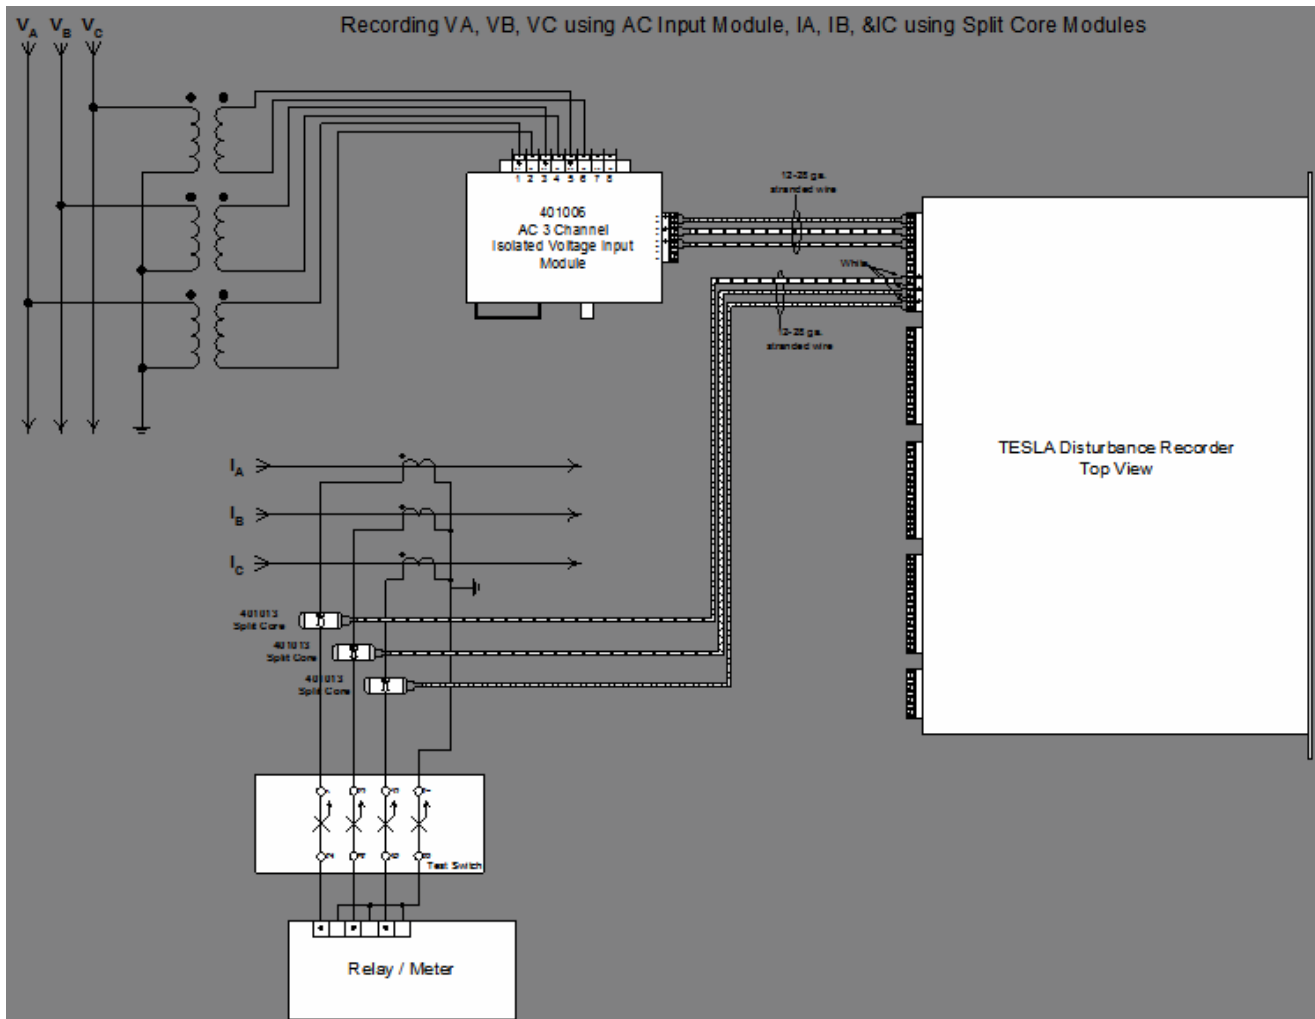 Recording VA, VB, VC using AC Input Module, IA, IB, &IC using Split Core Modules
VA VB VC
1 2 3 4 5 6 7 8
401006
AC 3 Channel
Isolated Voltage Input
Module
12-28 ga.
stranded wire
White
12-28 ga.
stranded wire
TESLA Disturbance Recorder
Top View
IA
IB
IC
401013
Split Core
401013
Split Core
401013
Split Core
Test Switch
Relay / Meter